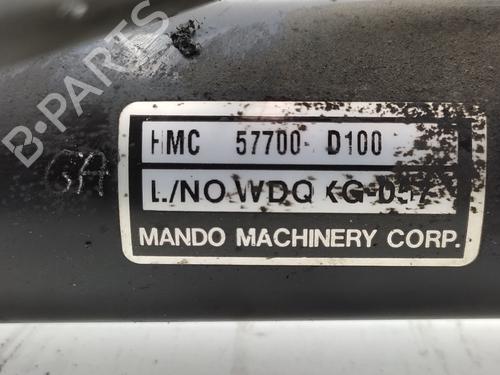 B-PARTS
GA
HMC 57700- D100
L/NO WDQ KG-D
MANDO MACHINERY CORP.